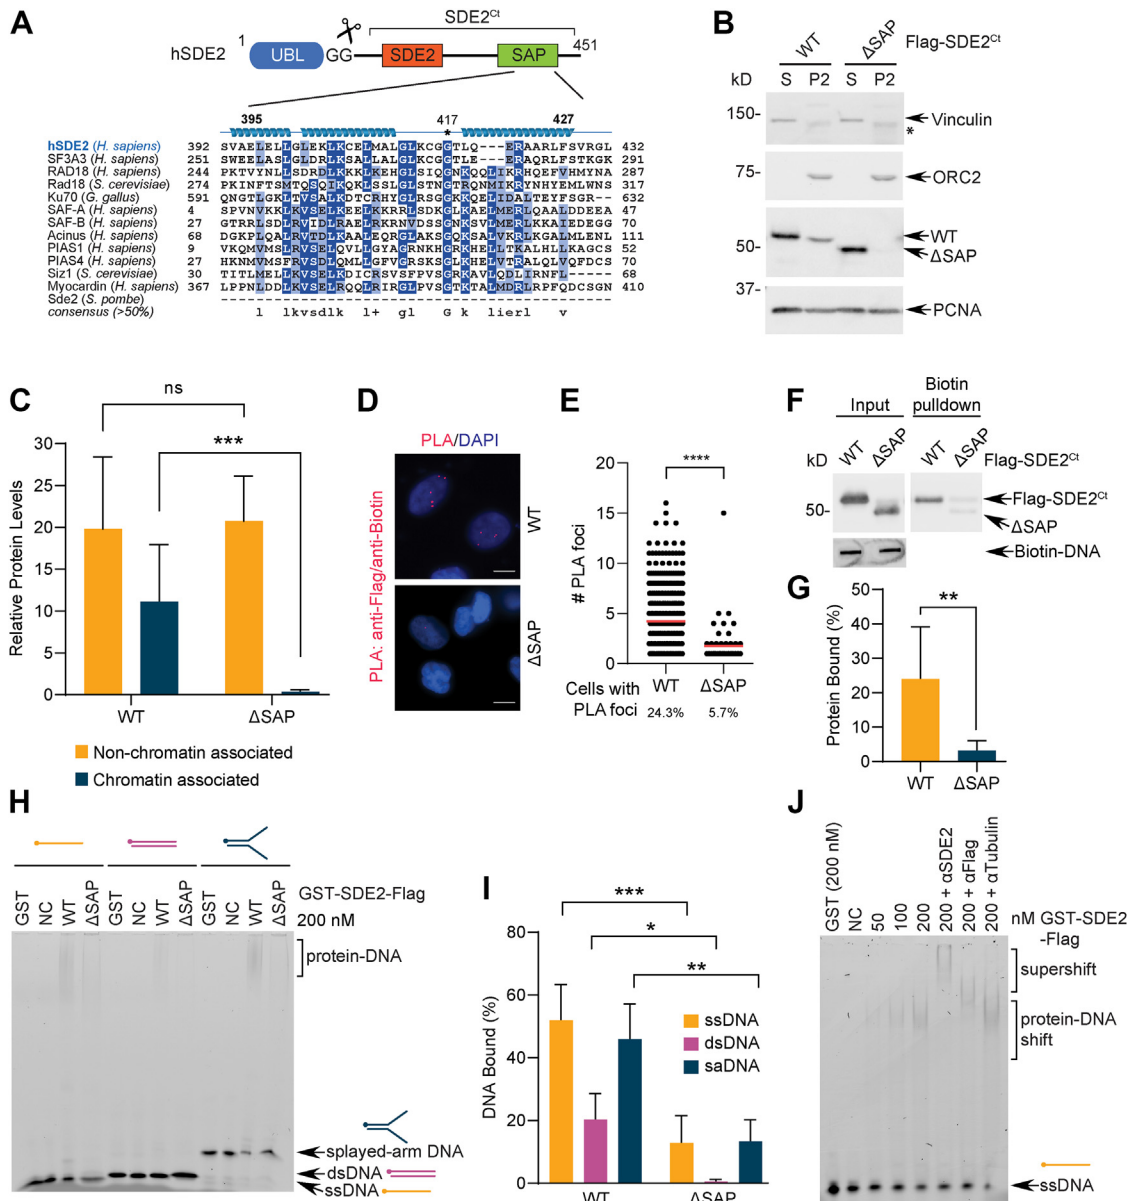 A
SDE2Ct
hSDE2
1
UBL
GG
SDE2
SAP
451
395
417
427
*
hSDE2 (H. sapiens) 392 SVAELELLGLEKLKCELMALGLKCGGTLQ---ERAARLFSVRGL 432
SF3A3 (H. sapiens) 251
RAD18 (H. sapiens) 244 287
Rad18 (S. cerevisiae) 274 317
Ku70 (G. gallus) 591 632
SAF-A (H. sapiens) 4 47
SAF-B (H. sapiens) 27 70
Acinus (H. sapiens) 68 111
PIAS1 (H. sapiens) 9 52
PIAS4 (H. sapiens) 27 70
Siz1 (S. cerevisiae) 30 68
Myocardin (H. sapiens) 367 410
Sde2 (S. pombe) --------------------------------------------
consensus (>50%) l lkvsdlk l+ gl G k lierl v
B
WT
ΔSAP
Flag-SDE2Ct
kD
S P2 S P2
150-
Vinculin
*
75-
ORC2
WT
50-
ΔSAP
37-
PCNA
C
ns
***
Relative Protein Levels
30
25
20
15
10
5
0
WT
ΔSAP
Non-chromatin associated
Chromatin associated
D
PLA/DAPI
PLA: anti-Flag/anti-Biotin
WT
ΔSAP
E
****
# PLA foci
20
15
10
5
0
WT ΔSAP
Cells with PLA foci
24.3% 5.7%
F
Input
Biotin pulldown
WT ΔSAP WT ΔSAP
Flag-SDE2Ct
kD
50-
Flag-SDE2Ct
ΔSAP
Biotin-DNA
G
**
Protein Bound (%)
50
40
30
20
10
0
WT ΔSAP
H
GST NC WT ΔSAP GST NC WT ΔSAP GST NC WT ΔSAP
GST-SDE2-Flag
200 nM
protein-DNA
splayed-arm DNA
dsDNA
ssDNA
I
***
*
**
DNA Bound (%)
80
60
40
20
0
ssDNA
dsDNA
saDNA
WT
ΔSAP
J
GST (200 nM)
NC
50
100
200
200 + αSDE2
200 + αFlag
200 + αTubulin
nM GST-SDE2
-Flag
supershift
protein-DNA
shift
ssDNA